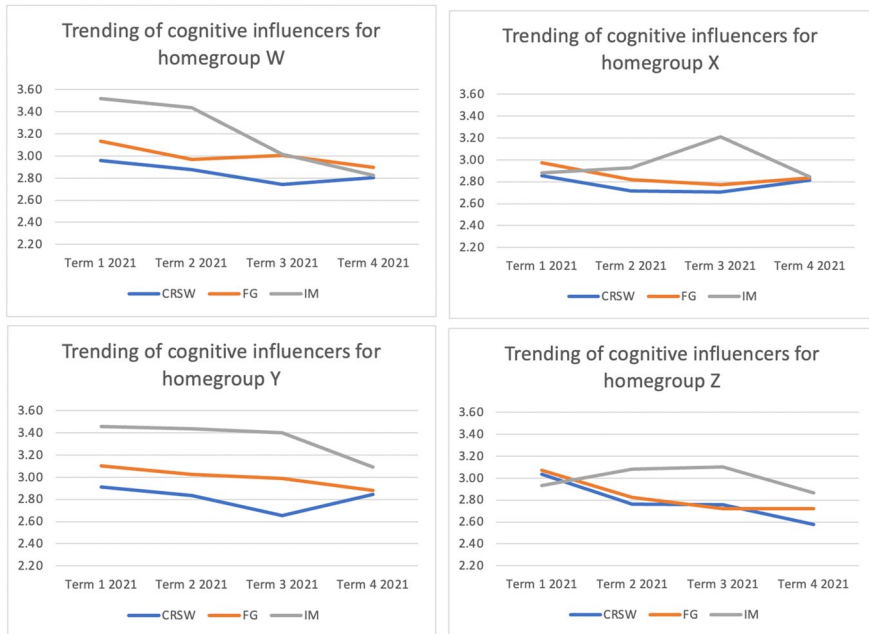 Trending of cognitive influencers for
homegroup W
3.60
3.40
3.20
3.00
2.80
2.60
2.40
2.20
Term 1 2021 Term 2 2021 Term 3 2021 Term 4 2021
CRSW FG IM
Trending of cognitive influencers for
homegroup X
3.60
3.40
3.20
3.00
2.80
2.60
2.40
2.20
Term 1 2021 Term 2 2021 Term 3 2021 Term 4 2021
CRSW FG IM
Trending of cognitive influencers for
homegroup Y
3.60
3.40
3.20
3.00
2.80
2.60
2.40
2.20
Term 1 2021 Term 2 2021 Term 3 2021 Term 4 2021
CRSW FG IM
Trending of cognitive influencers for
homegroup Z
3.60
3.40
3.20
3.00
2.80
2.60
2.40
2.20
Term 1 2021 Term 2 2021 Term 3 2021 Term 4 2021
CRSW FG IM